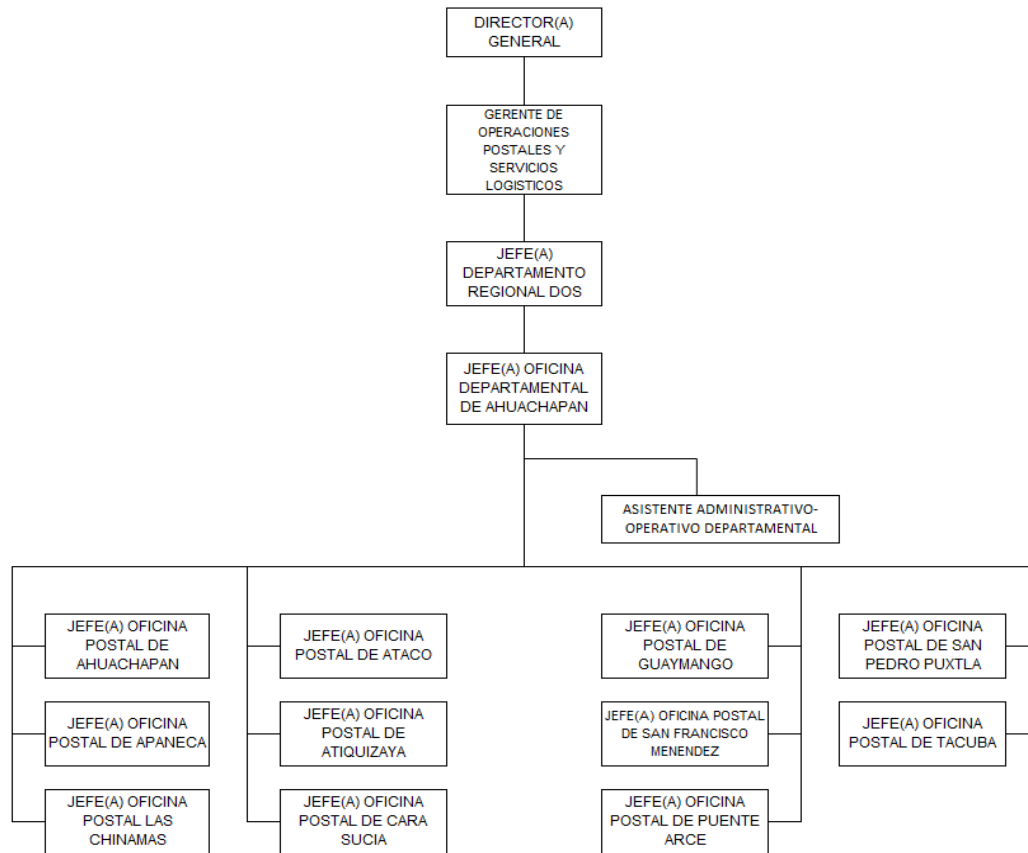 DIRECTOR(A)
GENERAL
GERENTE DE
OPERACIONES
POSTALES Y
SERVICIOS
LOGISTICOS
JEFE(A)
DEPARTAMENTO
REGIONAL DOS
JEFE(A) OFICINA
DEPARTAMENTAL
DE AHUACHAPAN
ASISTENTE ADMINISTRATIVO-
OPERATIVO DEPARTAMENTAL
JEFE(A) OFICINA
POSTAL DE
AHUACHAPAN
JEFE(A) OFICINA
POSTAL DE ATACO
JEFE(A) OFICINA
POSTAL DE
GUAYMANGO
JEFE(A) OFICINA
POSTAL DE SAN
PEDRO PUXTLA
JEFE(A) OFICINA
POSTAL DE APANECA
JEFE(A) OFICINA
POSTAL DE
ATIQUIZAYA
JEFE(A) OFICINA POSTAL
DE SAN FRANCISCO
MENENDEZ
JEFE(A) OFICINA
POSTAL DE TACUBA
JEFE(A) OFICINA
POSTAL LAS
CHINAMAS
JEFE(A) OFICINA
POSTAL DE CARA
SUCIA
JEFE(A) OFICINA
POSTAL DE PUENTE
ARCE